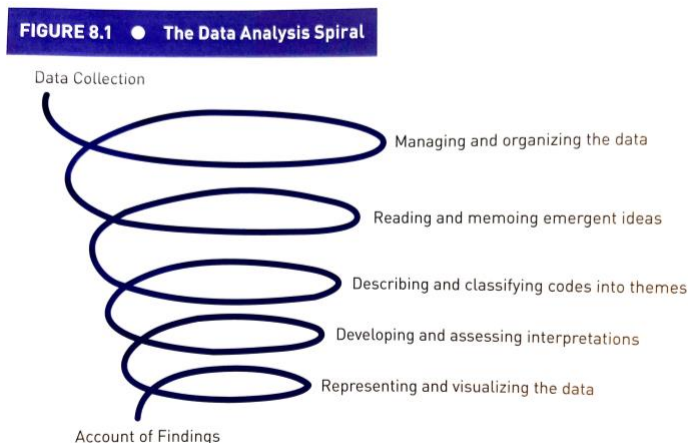 FIGURE 8.1 ● The Data Analysis Spiral
Data Collection
Managing and organizing the data
Reading and memoing emergent ideas
Describing and classifying codes into themes
Developing and assessing interpretations
Representing and visualizing the data
Account of Findings